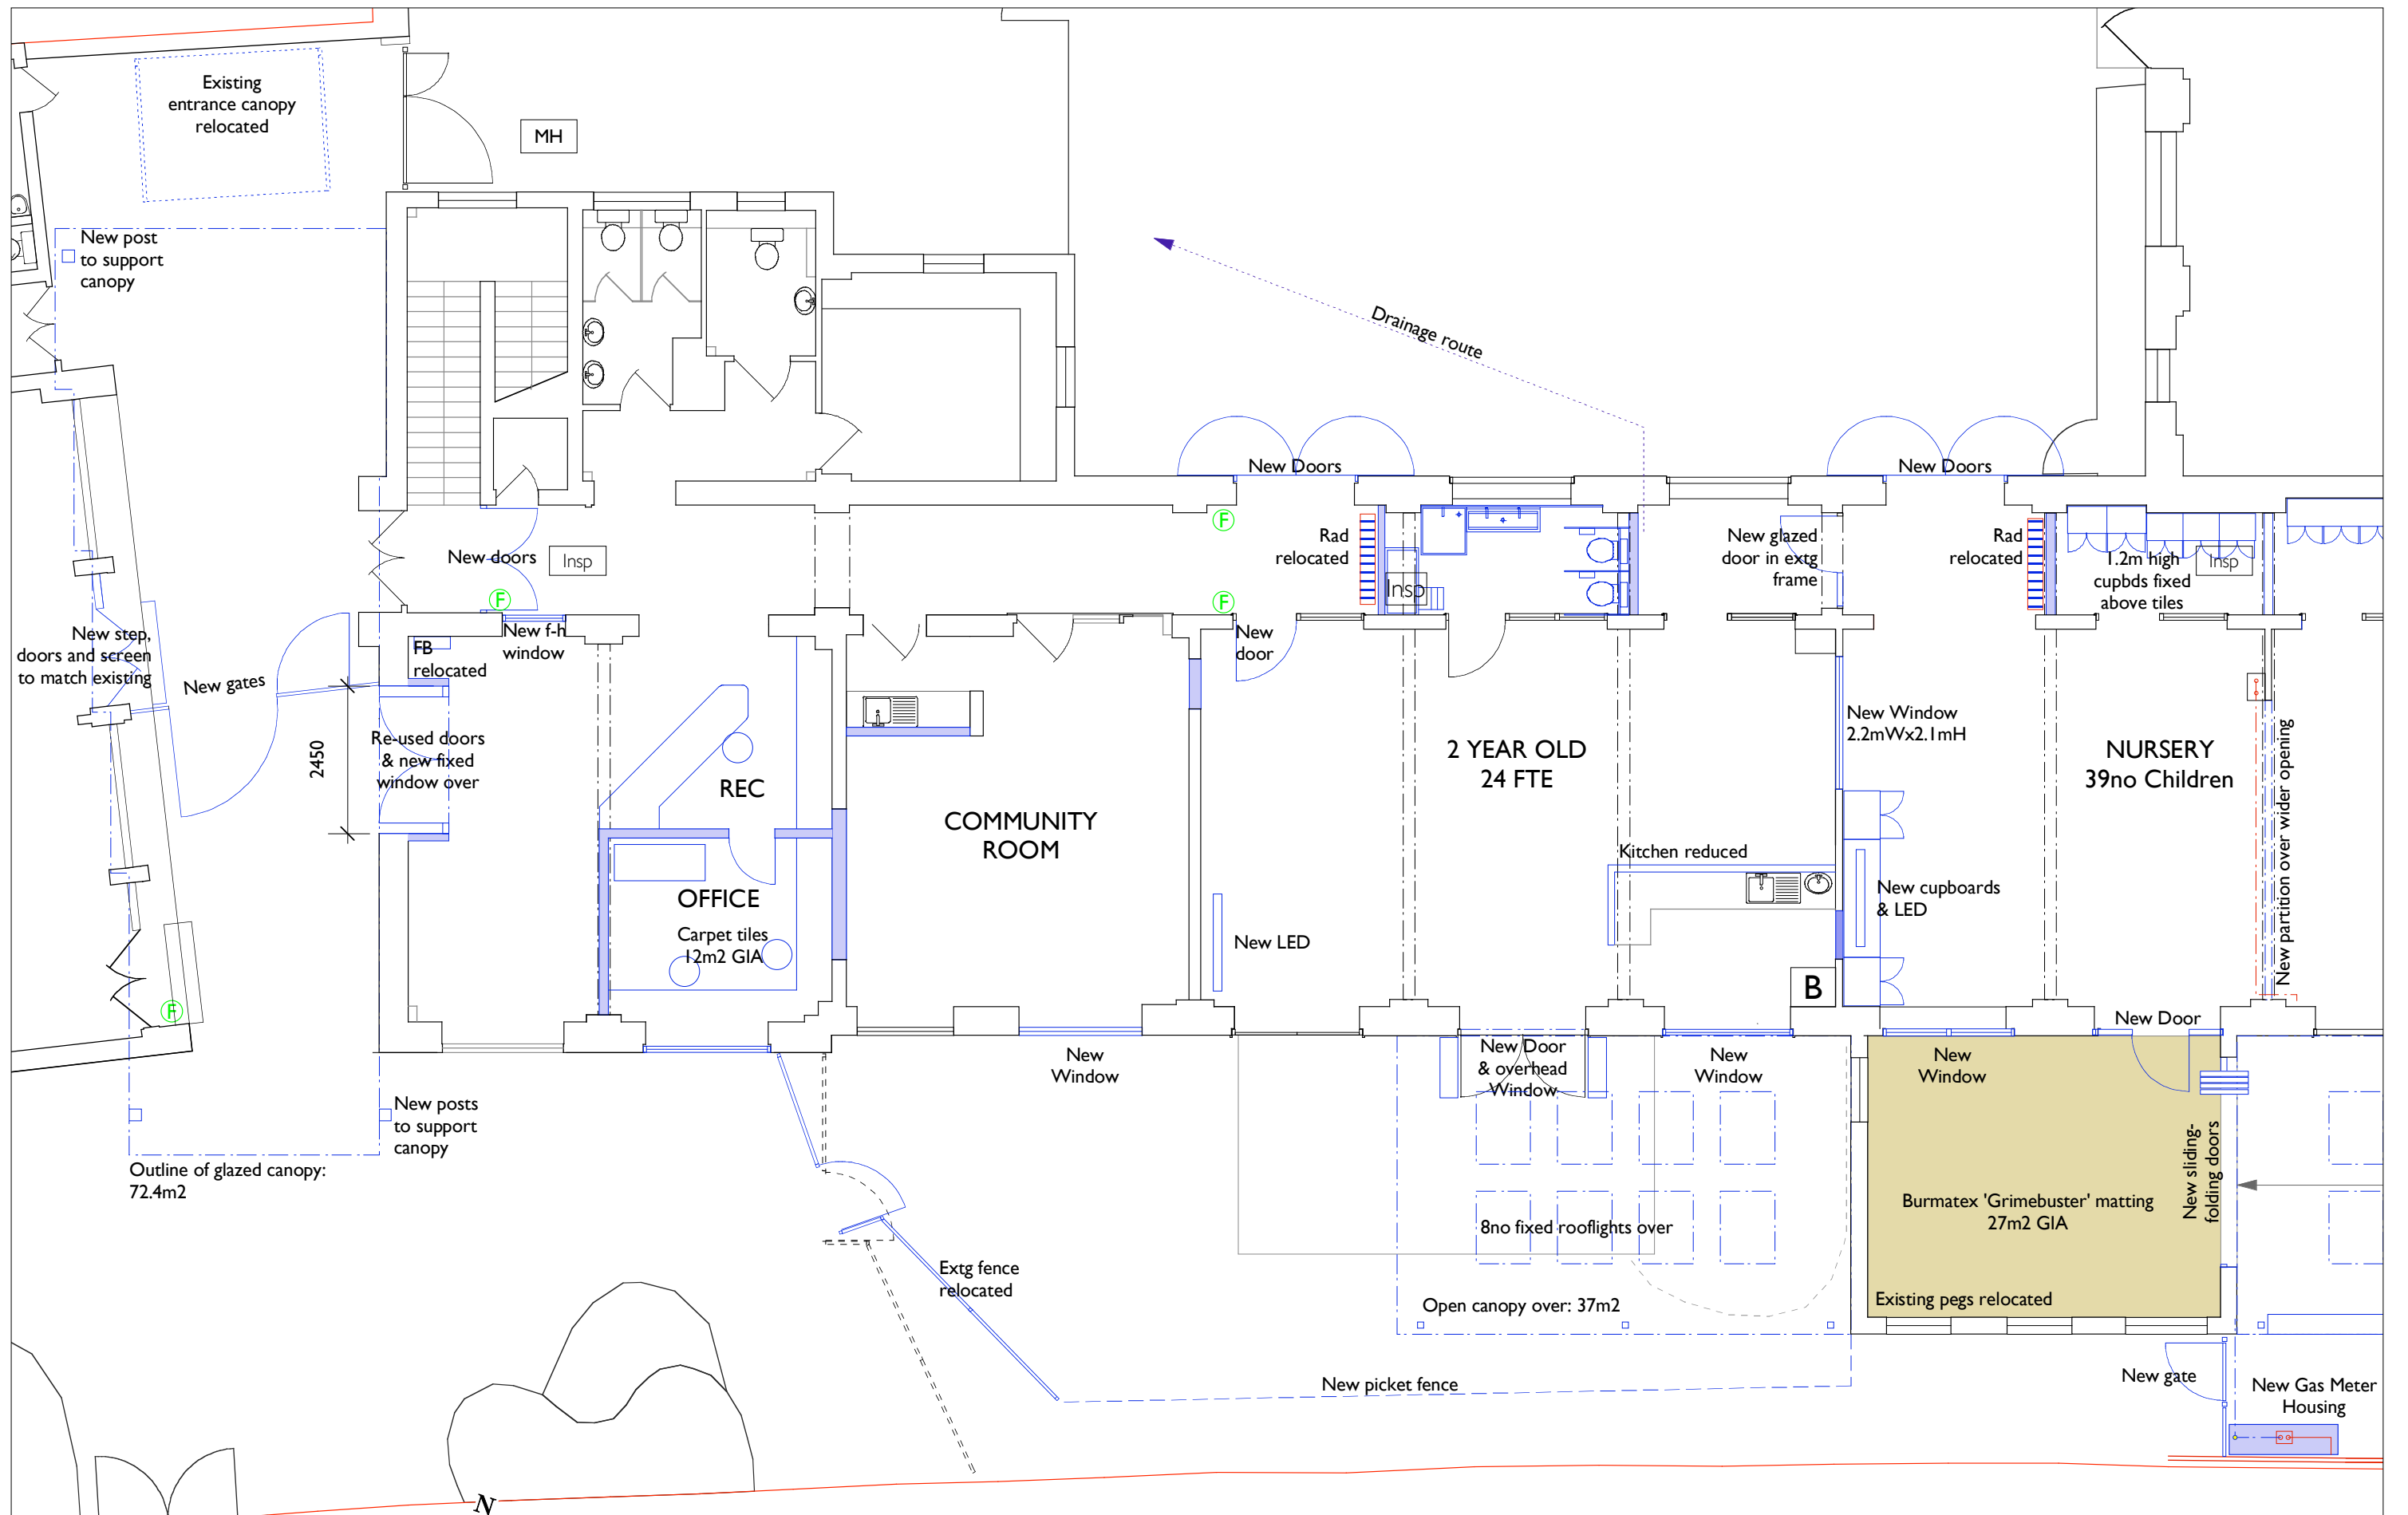 Existing
entrance canopy
relocated
MH
New post
to support
canopy
Drainage route
New Doors
New Doors
New doors
Insp
F
F
F
Rad
relocated
Insp
New glazed
door in extg
frame
Rad
relocated
1.2m high
cupbds fixed
above tiles
Insp
New step,
doors and screen
to match existing
New gates
FB
relocated
New f-h
window
New
door
2450
Re-used doors
& new fixed
window over
REC
COMMUNITY
ROOM
2 YEAR OLD
24 FTE
New Window
2.2mWx2.1mH
NURSERY
39no Children
New partition over wider opening
OFFICE
Carpet tiles
12m2 GIA
New LED
Kitchen reduced
New cupboards
& LED
B
F
New Door
New
Window
New Door
& overhead
Window
New
Window
New
Window
New posts
to support
canopy
Outline of glazed canopy:
72.4m2
New sliding-
folding doors
Burmatex 'Grimebuster' matting
27m2 GIA
8no fixed rooflights over
Extg fence
relocated
Open canopy over: 37m2
Existing pegs relocated
New picket fence
New gate
New Gas Meter
Housing
N